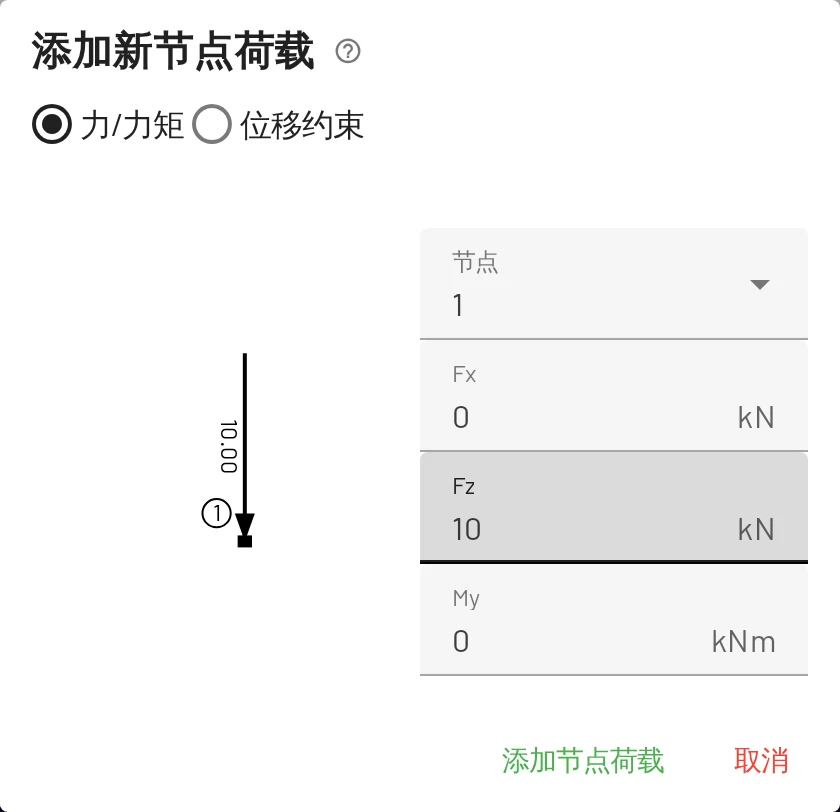 添加新节点荷载
力/力矩 位移约束
节点
1
Fx
0 kN
10.00
Fz
1
10 kN
My
0 kNm
添加节点荷载 取消